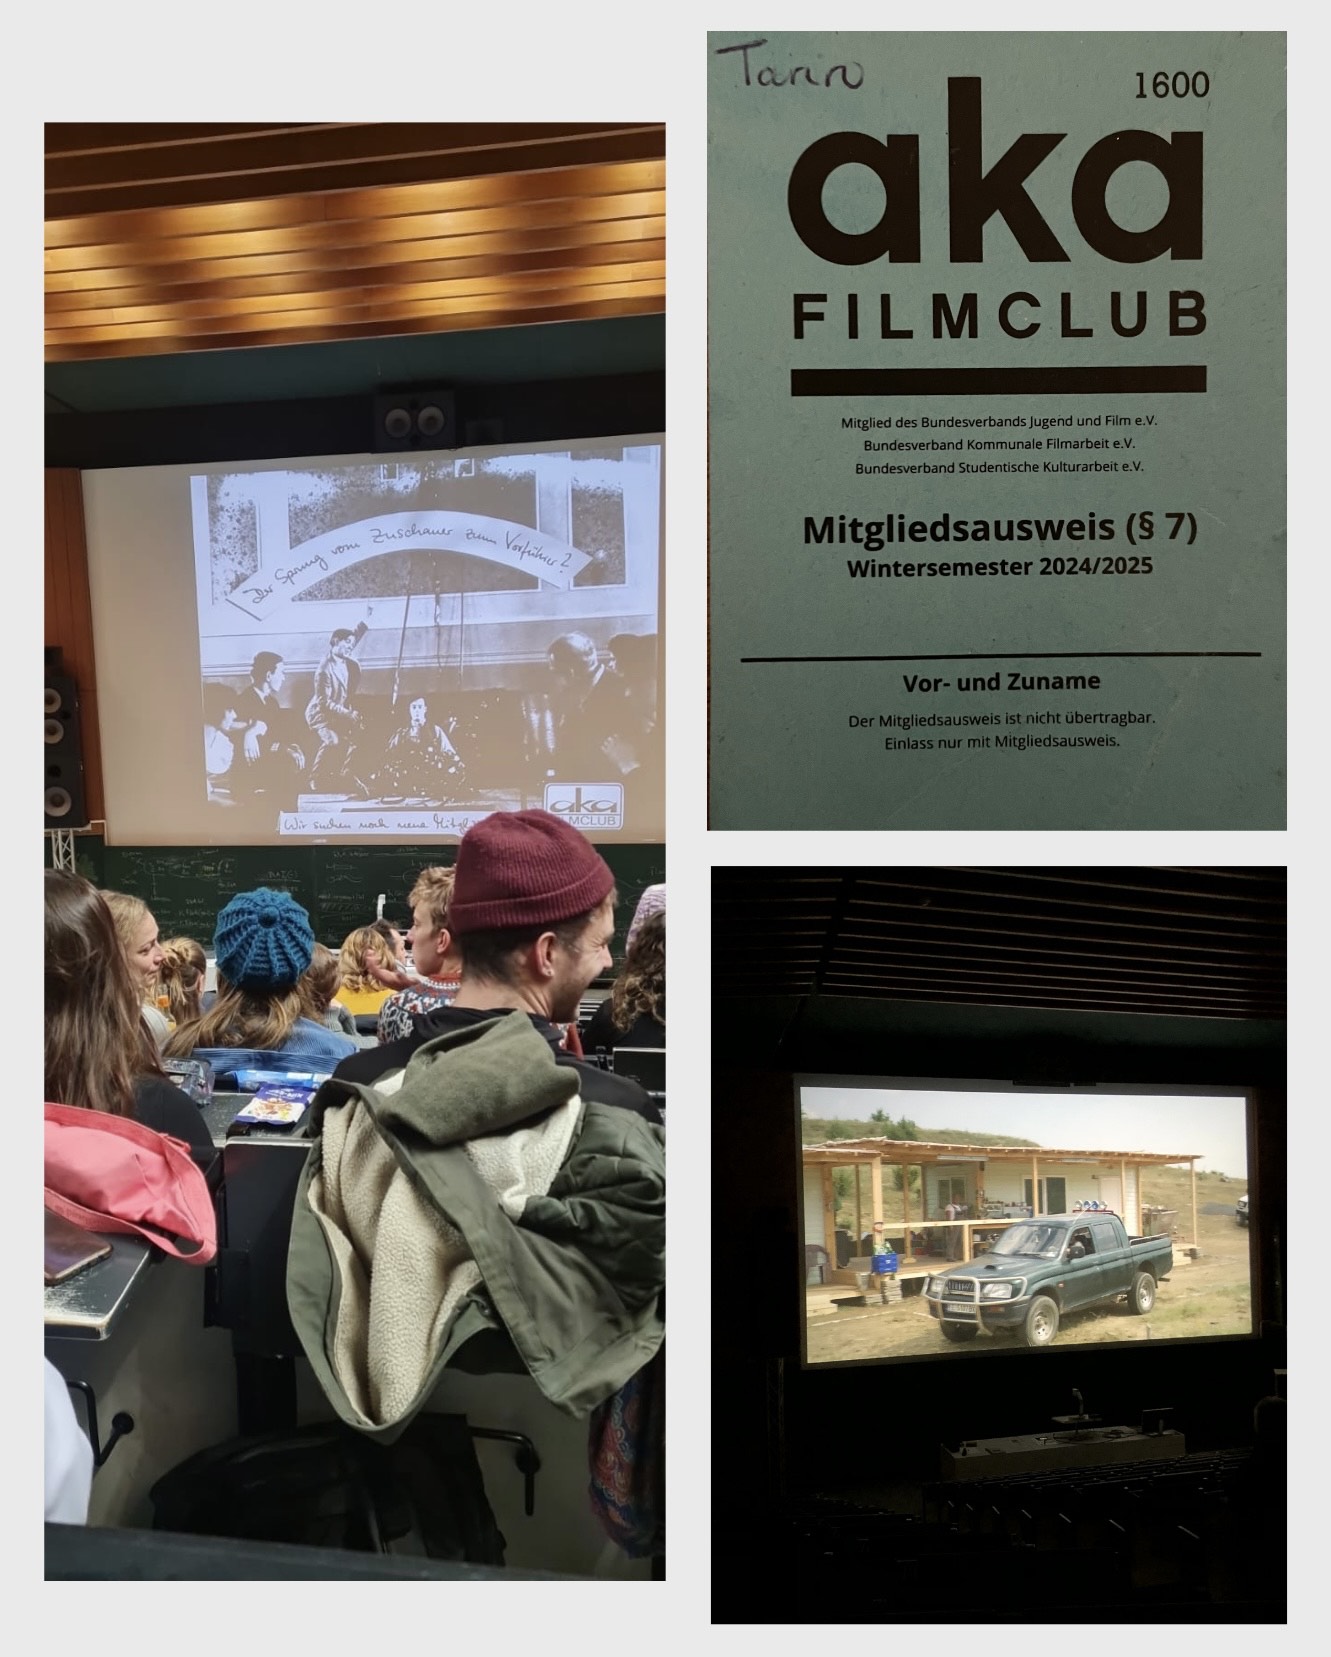 Der Sprung vom Zuschauer zum Vorführer?
aka
FILMCLUB
Wir suchen noch neue
Tarin
1600
aka
FILMCLUB
Mitglied des Bundesverbands Jugend und Film e.V.
Bundesverband Kommunale Filmarbeit e.V.
Bundesverband Studentische Kulturarbeit e.V.
Mitgliedsausweis (§ 7)
Wintersemester 2024/2025
Vor- und Zuname
Der Mitgliedsausweis ist nicht übertragbar.
Einlass nur mit Mitgliedsausweis.